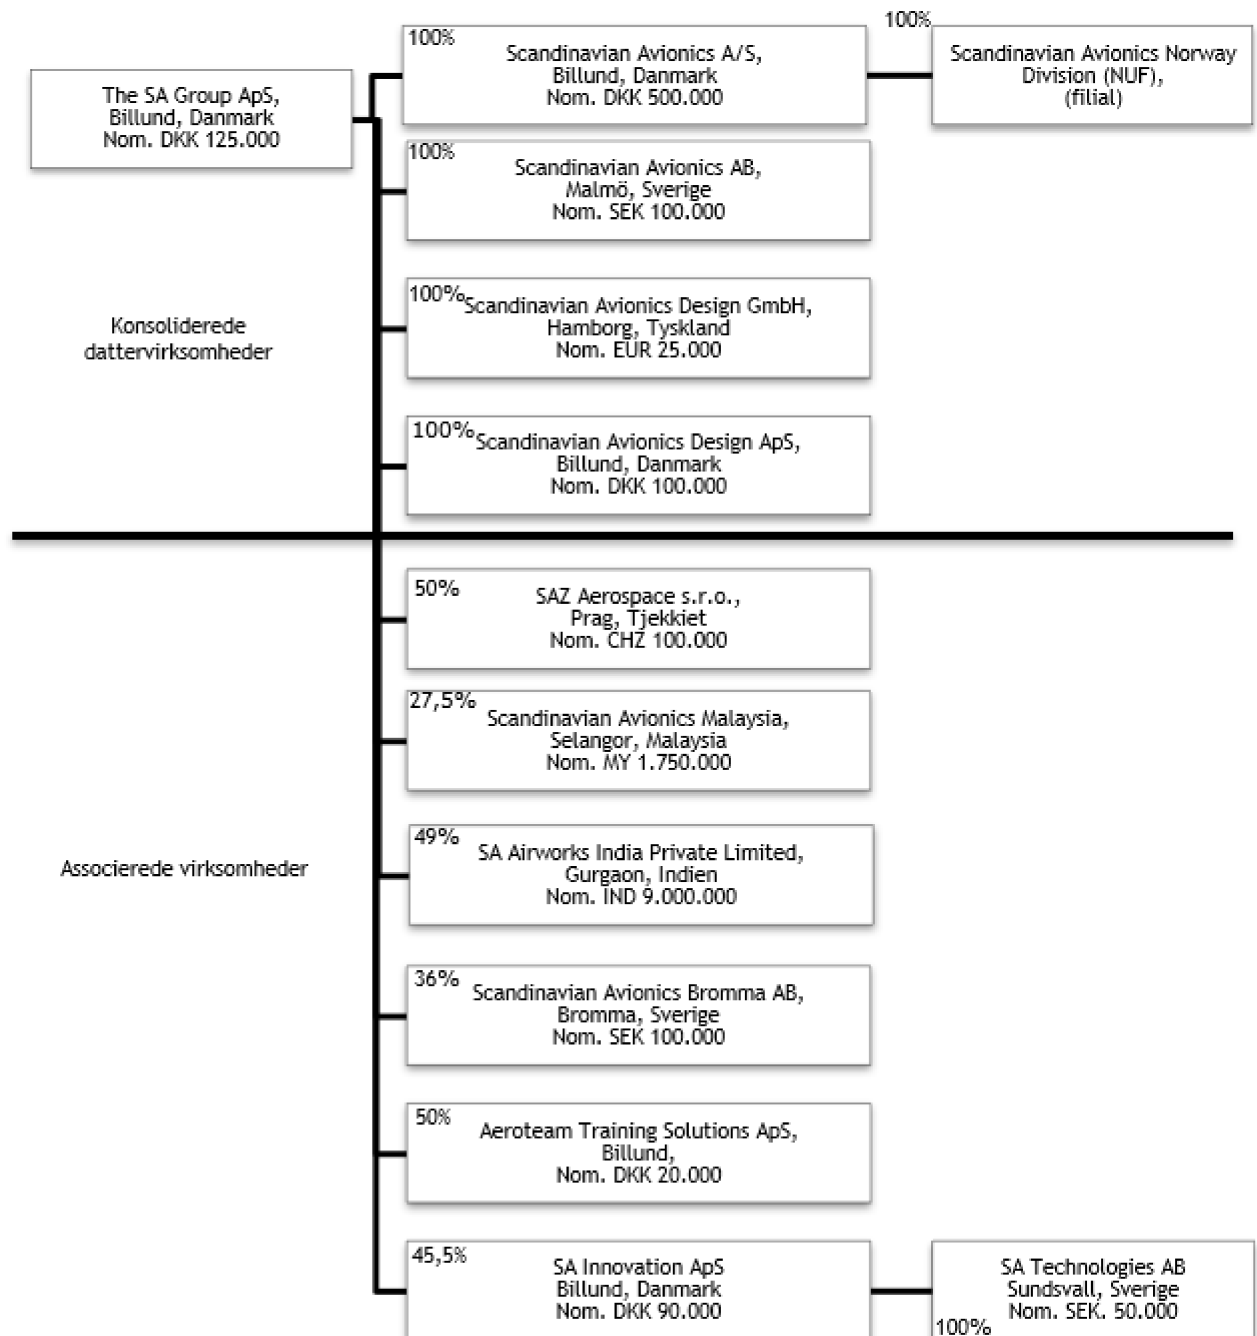 The SA Group ApS,
Billund, Danmark
Nom. DKK 125.000
100%
Scandinavian Avionics A/S,
Billund, Danmark
Nom. DKK 500.000
100%
Scandinavian Avionics Norway
Division (NUF),
(filial)
100%
Scandinavian Avionics AB,
Malmö, Sverige
Nom. SEK 100.000
Konsoliderede
dattervirksomheder
100%
Scandinavian Avionics Design GmbH,
Hamborg, Tyskland
Nom. EUR 25.000
100%
Scandinavian Avionics Design ApS,
Billund, Danmark
Nom. DKK 100.000
50%
SAZ Aerospace s.r.o.,
Prag, Tjekkiet
Nom. CHZ 100.000
27,5%
Scandinavian Avionics Malaysia,
Selangor, Malaysia
Nom. MY 1.750.000
Associerede virksomheder
49%
SA Airworks India Private Limited,
Gurgaon, Indien
Nom. IND 9.000.000
36%
Scandinavian Avionics Bromma AB,
Bromma, Sverige
Nom. SEK 100.000
50%
Aeroteam Training Solutions ApS,
Billund,
Nom. DKK 20.000
45,5%
SA Innovation ApS
Billund, Danmark
Nom. DKK 90.000
SA Technologies AB
Sundsvall, Sverige
Nom. SEK. 50.000
100%